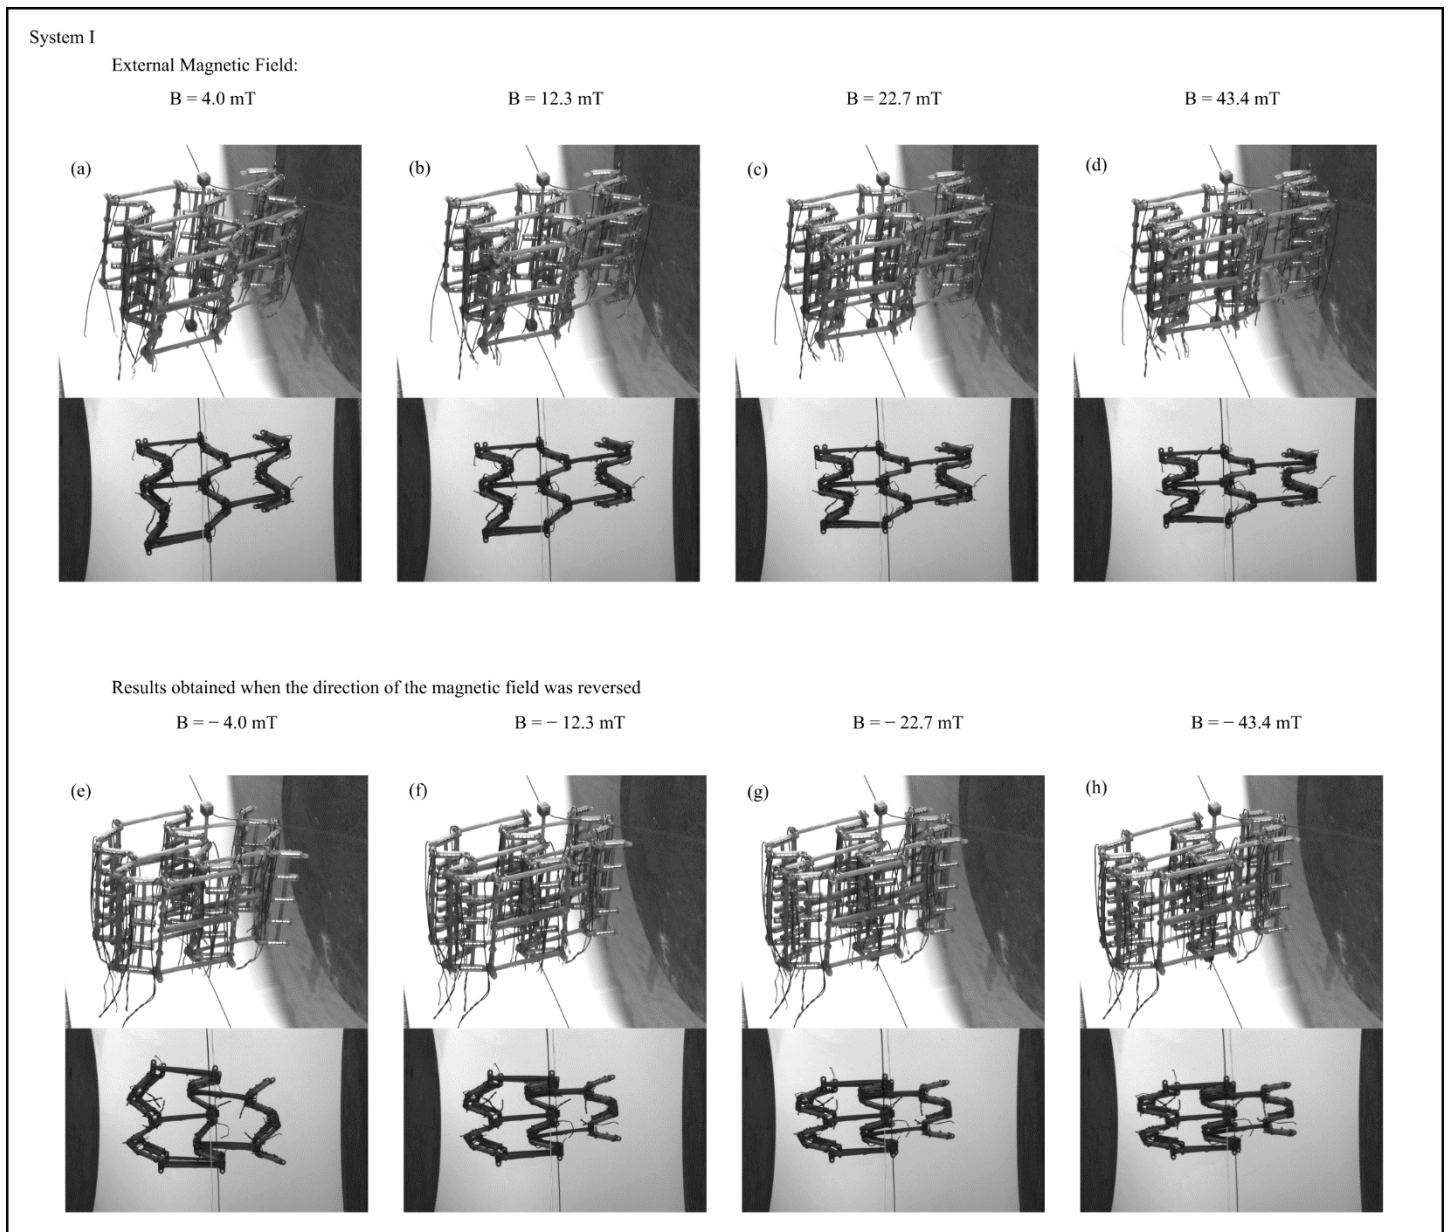 System I
External Magnetic Field:
B = 4.0 mT
B = 12.3 mT
B = 22.7 mT
B = 43.4 mT
(a)
(b)
(c)
(d)
Results obtained when the direction of the magnetic field was reversed
B = − 4.0 mT
B = − 12.3 mT
B = − 22.7 mT
B = − 43.4 mT
(e)
(f)
(g)
(h)